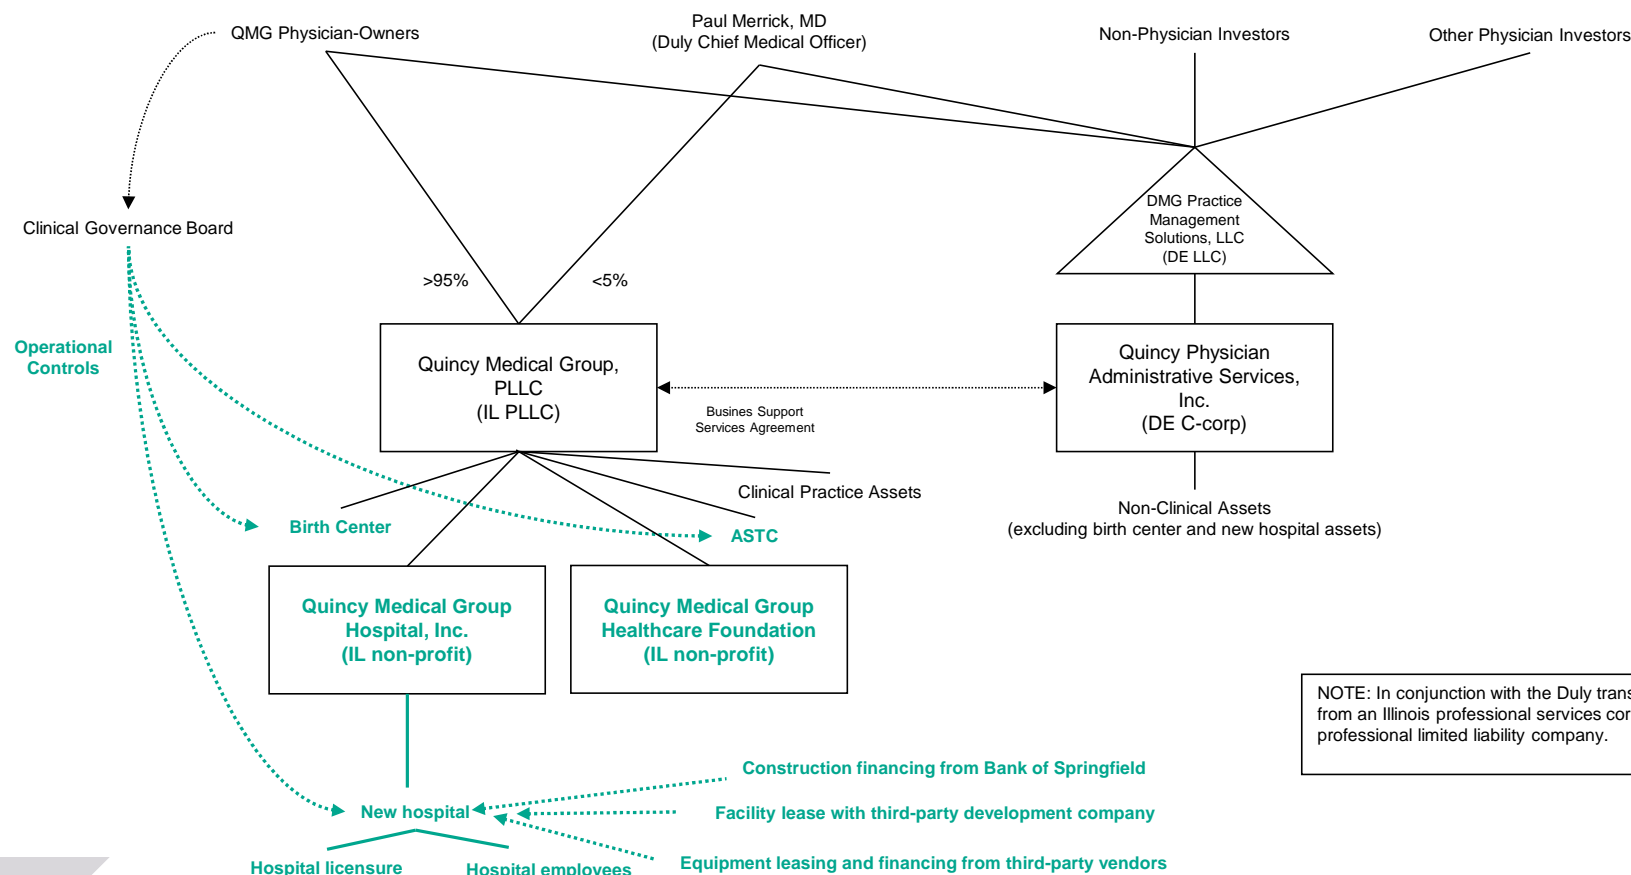 QMG Physician-Owners
Paul Merrick, MD
(Duly Chief Medical Officer)
Non-Physician Investors
Other Physician Investors
Clinical Governance Board
DMG Practice
Management
Solutions, LLC
(DE LLC)
>95%
<5%
Operational
Controls
Quincy Medical Group,
PLLC
(IL PLLC)
Busines Support
Services Agreement
Quincy Physician
Administrative Services,
Inc.
(DE C-corp)
Clinical Practice Assets
Birth Center
ASTC
Non-Clinical Assets
(excluding birth center and new hospital assets)
Quincy Medical Group
Hospital, Inc.
(IL non-profit)
Quincy Medical Group
Healthcare Foundation
(IL non-profit)
NOTE: In conjunction with the Duly
from an Illinois professional services
professional limited liability company.
Construction financing from Bank of Springfield
New hospital
Facility lease with third-party development company
Hospital licensure
Hospital employees
Equipment leasing and financing from third-party vendors